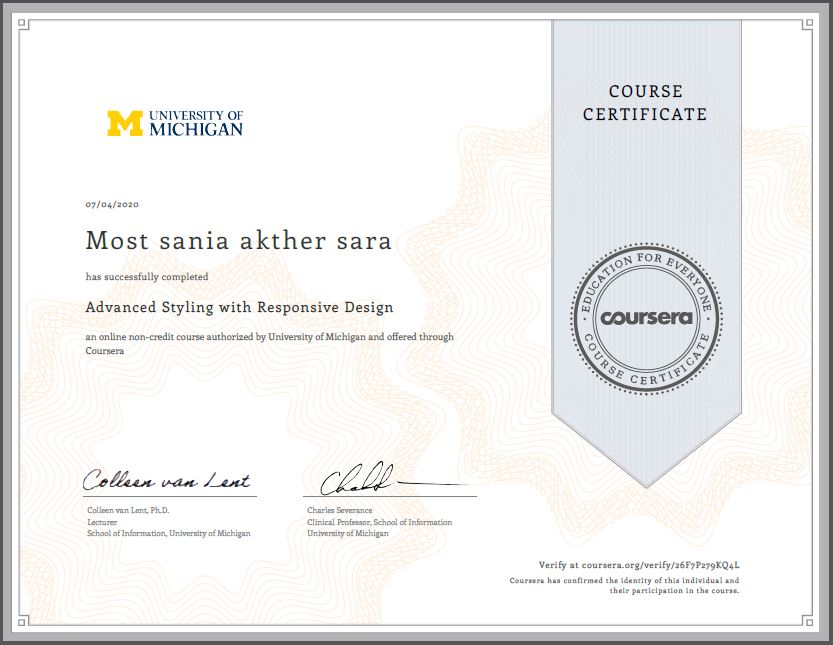 UNIVERSITY OF
MICHIGAN
COURSE
CERTIFICATE
07/04/2020
Most sania akther sara
has successfully completed
Advanced Styling with Responsive Design
an online non-credit course authorized by University of Michigan and offered through
Coursera
EDUCATION FOR EVERYONE
coursera
COURSE CERTIFICATE
Colleen van Lent
Colleen van Lent, Ph.D.
Lecturer
School of Information, University of Michigan
Charles Severance
Clinical Professor, School of Information
University of Michigan
Verify at coursera.org/verify/26F7P279KQ4L
Coursera has confirmed the identity of this individual and
their participation in the course.